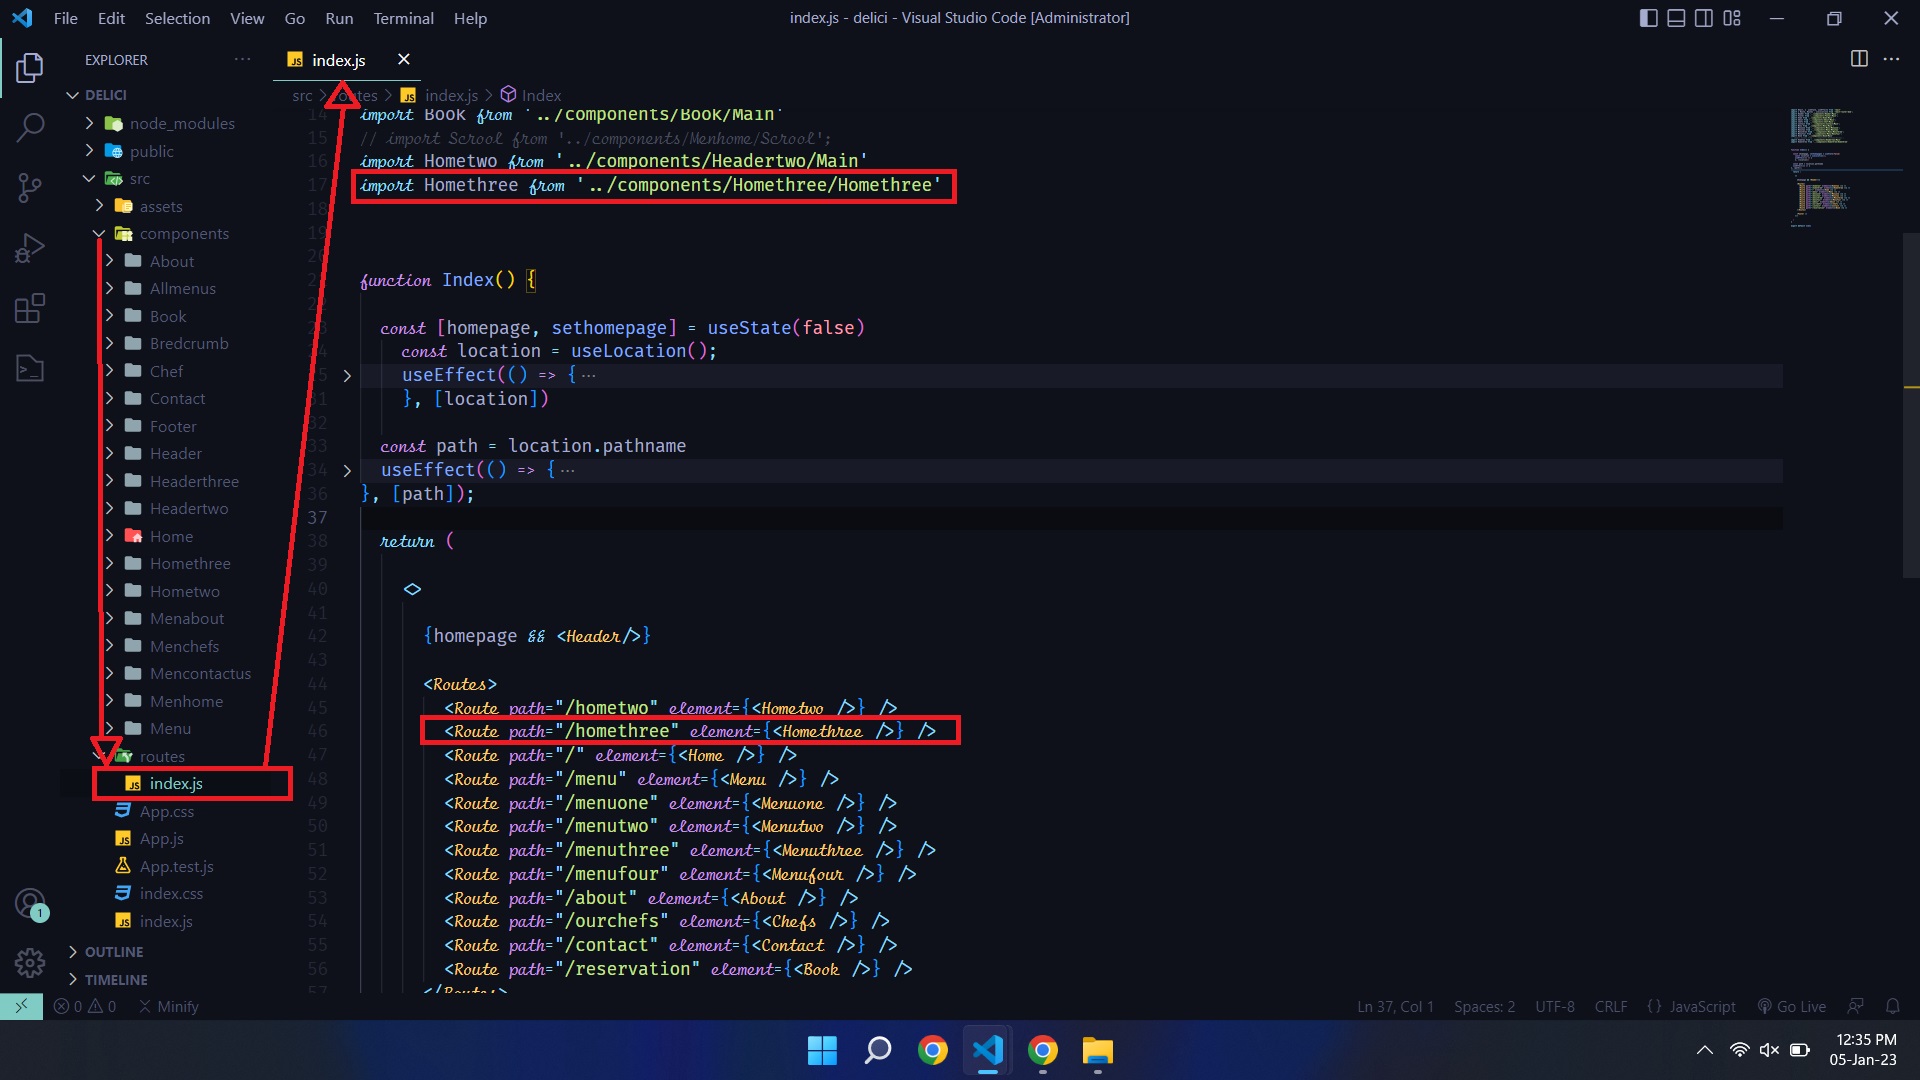 File Edit Selection View Go Run Terminal Help
index.js - delici - Visual Studio Code [Administrator]
EXPLORER
DELICI
node_modules
public
src
assets
components
About
Allmenus
Book
Bredcrumb
Chef
Contact
Footer
Header
Headerthree
Headertwo
Home
Homethree
Hometwo
Menabout
Menchefs
Mencontactus
Menhome
Menu
routes
index.js
App.css
App.js
App.test.js
index.css
index.js
OUTLINE
TIMELINE
index.js
src > routes > index.js > Index
14 import Book from '../components/Book/Main'
15 // import Scrool from '../components/Menhome/Scrool';
16 import Hometwo from '../components/Headertwo/Main'
17 import Homethree from '../components/Homethree/Homethree'
18
19
20
function Index() {
const [homepage, sethomepage] = useState(false)
const location = useLocation();
useEffect(() => { ···
}, [location])
32
33 const path = location.pathname
34 useEffect(() => { ···
36 }, [path]);
37
38 return (
39
40 <>
41
42 {homepage && <Header/>}
43
44 <Routes>
45 <Route path="/hometwo" element={<Hometwo />} />
46 <Route path="/homethree" element={<Homethree />} />
47 <Route path="/" element={<Home />} />
48 <Route path="/menu" element={<Menu />} />
49 <Route path="/menuone" element={<Menuone />} />
50 <Route path="/menutwo" element={<Menutwo />} />
51 <Route path="/menuthree" element={<Menuthree />} />
52 <Route path="/menufour" element={<Menufour />} />
53 <Route path="/about" element={<About />} />
54 <Route path="/ourchefs" element={<Chefs />} />
55 <Route path="/contact" element={<Contact />} />
56 <Route path="/reservation" element={<Book />} />
57 </Routes>
1
0 0 Minify
Ln 37, Col 1 Spaces: 2 UTF-8 CRLF {} JavaScript Go Live
12:35 PM
05-Jan-23